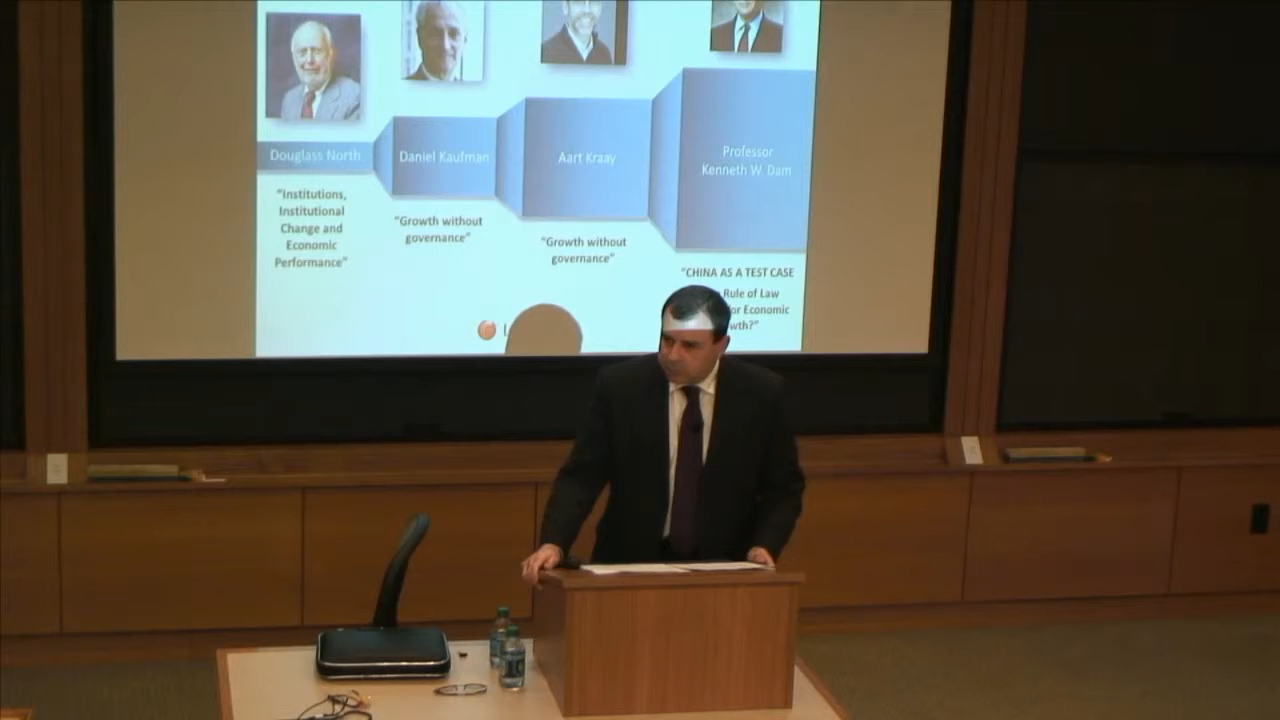 Douglass North
Daniel Kaufman
Aart Kraay
Professor
Kenneth W. Dam
"Institutions,
Institutional
Change and
Economic
Performance"
"Growth without
governance"
"Growth without
governance"
"CHINA AS A TEST CASE
Rule of Law
Economic